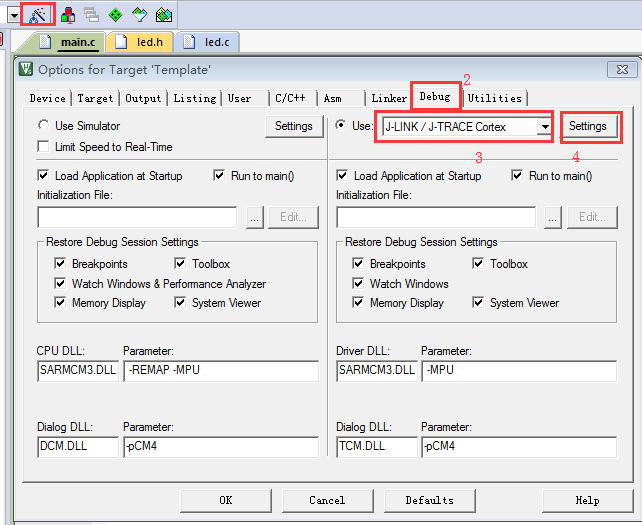 main.c led.h led.c
Options for Target 'Template'
2
Device Target Output Listing User C/C++ Asm Linker Debug Utilities
Use Simulator Settings Use: J-LINK / J-TRACE Cortex Settings
Limit Speed to Real-Time 3 4
Load Application at Startup Run to main() Load Application at Startup Run to main()
Initialization File: Initialization File:
... Edit... ... Edit...
Restore Debug Session Settings Restore Debug Session Settings
Breakpoints Toolbox Breakpoints Toolbox
Watch Windows & Performance Analyzer Watch Windows
Memory Display System Viewer Memory Display System Viewer
CPU DLL: Parameter: Driver DLL: Parameter:
SARMCM3.DLL -REMAP -MPU SARMCM3.DLL -MPU
Dialog DLL: Parameter: Dialog DLL: Parameter:
DCM.DLL -pCM4 TCM.DLL -pCM4
OK Cancel Defaults Help